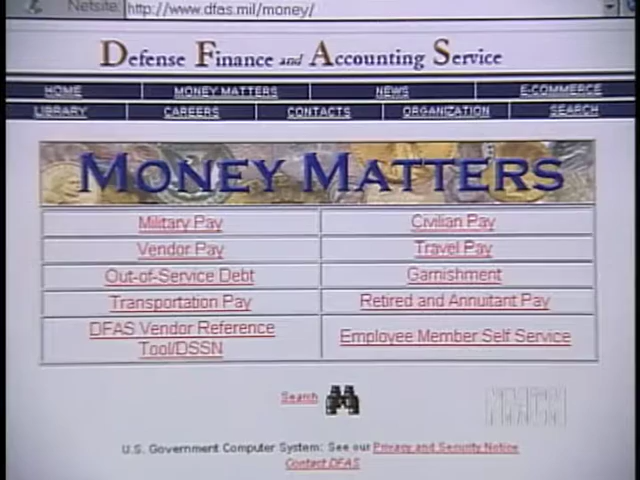 Netsite: http://www.dfas.mil/money/
Defense Finance and Accounting Service
HOME MONEY MATTERS NEWS E-COMMERCE
LIBRARY CAREERS CONTACTS ORGANIZATION SEARCH
MONEY MATTERS
Military Pay Civilian Pay
Vendor Pay Travel Pay
Out-of-Service Debt Garnishment
Transportation Pay Retired and Annuitant Pay
DFAS Vendor Reference
Tool/DSSN Employee Member Self Service
Search
U.S. Government Computer System: See our Privacy and Security Notice
Contact DFAS